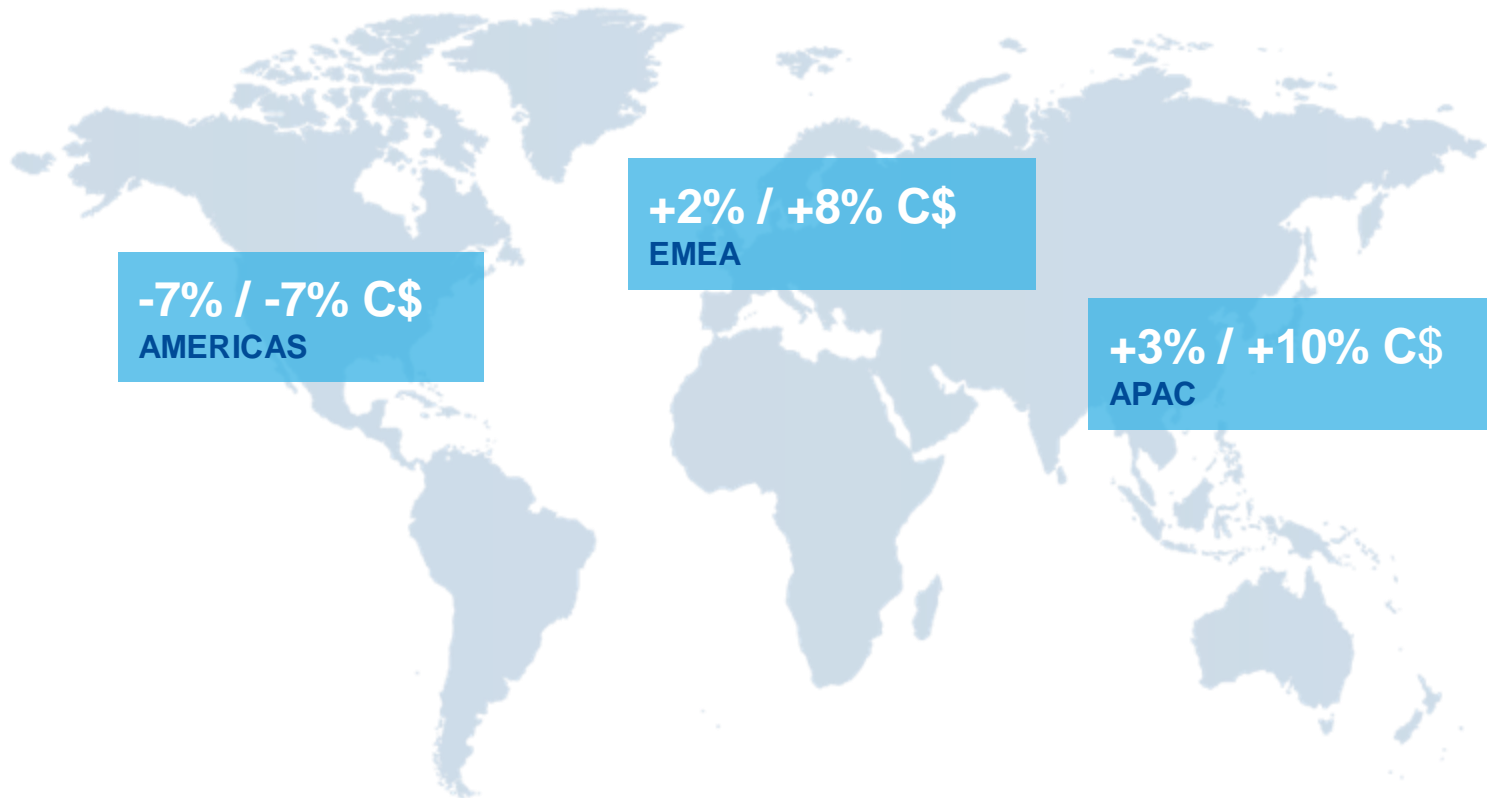 +2% / +8% C$
EMEA
-7% / -7% C$
AMERICAS
+3% / +10% C$
APAC